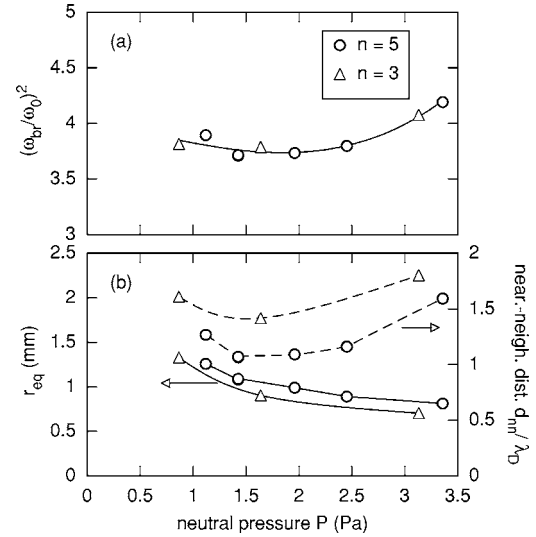 (a)
n = 5
n = 3
(ω_br/ω_0)^2
5
4.5
4
3.5
3
(b)
r_eq (mm)
2.5
2
1.5
1
0.5
0
2
1.5
1
0.5
0
near.-neigh. dist. d_nn/λ_D
0 0.5 1 1.5 2 2.5 3 3.5
neutral pressure P (Pa)